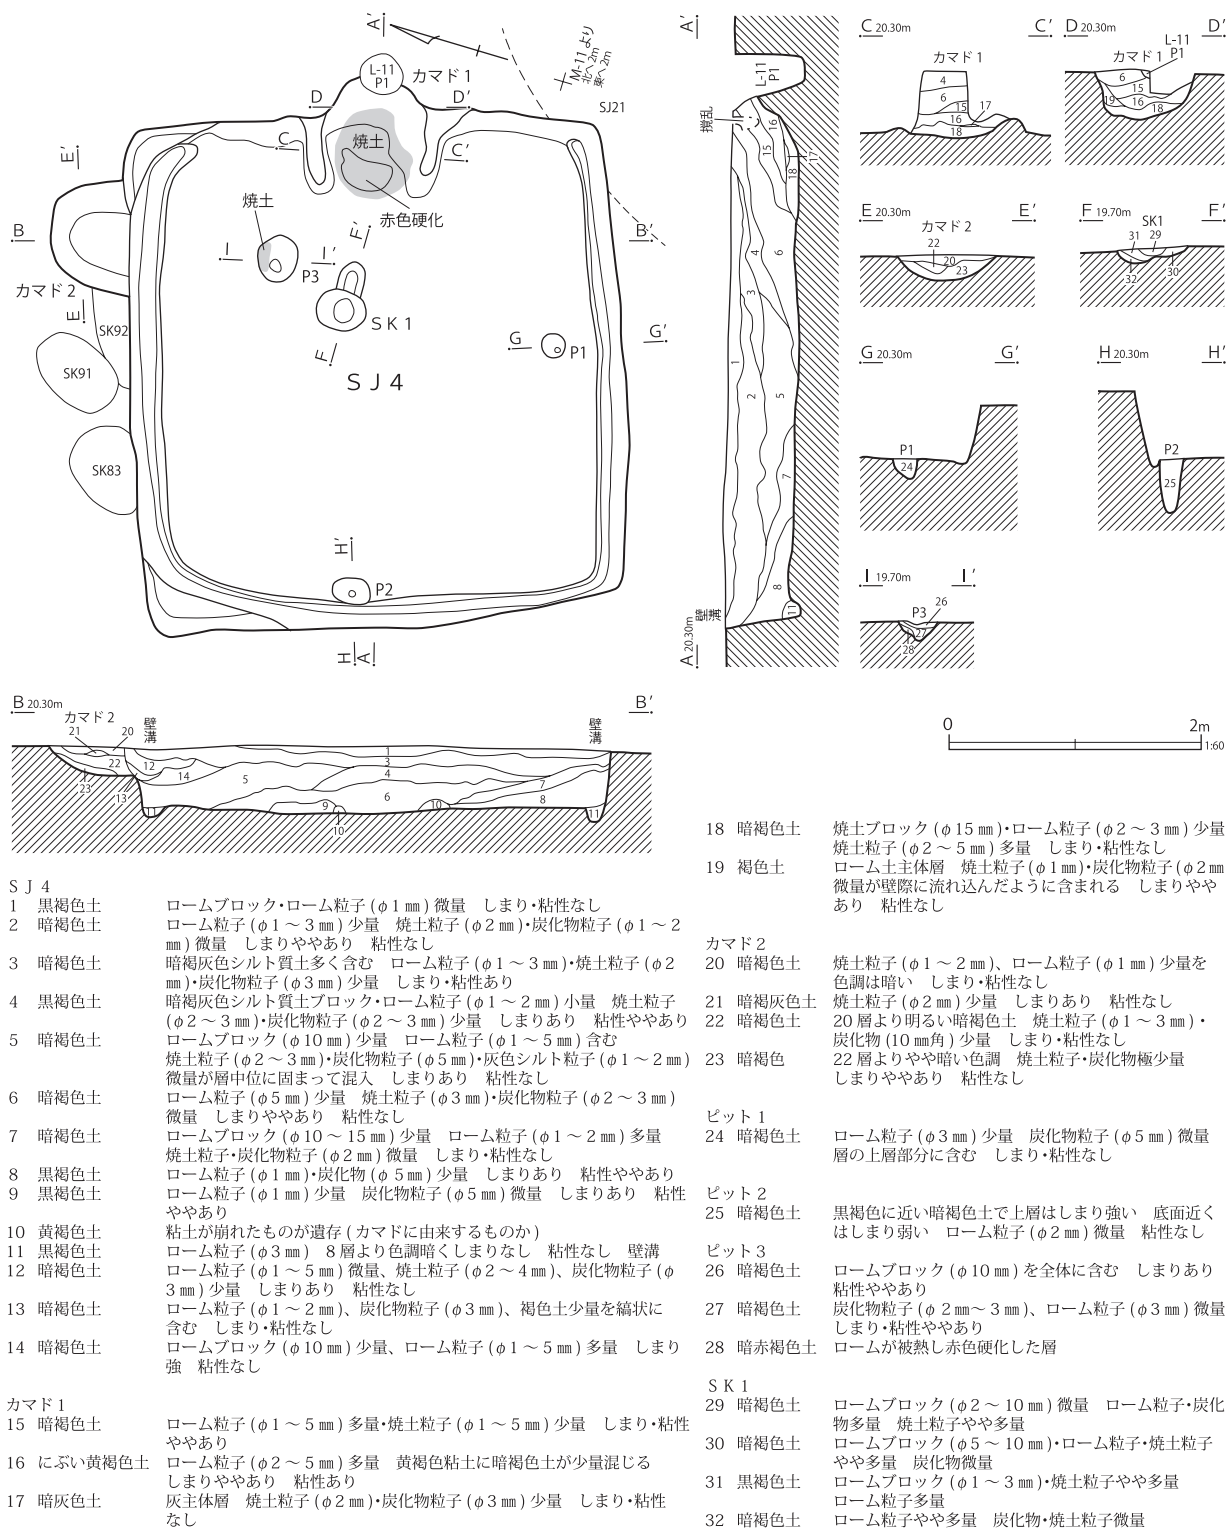 A′
L-11
P1
カマド 1
M-11 より
北へ 2m
東へ 2m
SJ21
D
D′
C
C′
焼土
赤色硬化
E′
焼土
B
B′
I
I′
F′
P3
カマド 2
E
SK92
SK1
F
G
G′
P1
SK91
SJ4
SK83
H′
P2
H
A
A′
L-11
P1
撹乱
16
15
17
18
4
6
3
1
2
5
7
8
11
壁溝
A 20.30m
C 20.30m
C′
カマド 1
4
6
15
17
16
18
D 20.30m
D′
L-11
カマド 1 P1
6
15
19
16
18
E 20.30m
E′
カマド 2
22
20
23
F 19.70m
F′
SK1
31 29
32
30
G 20.30m
G′
P1
24
H 20.30m
H′
P2
25
I 19.70m
I′
P3
26
27
28
B 20.30m
B′
カマド 2
21
20
壁溝
壁溝
22
12
14
23
13
11
5
1
3
4
6
9
10
10
7
8
11
0
2m
1:60
SJ4
1 黒褐色土 ロームブロック・ローム粒子(φ1㎜)微量 しまり・粘性なし
2 暗褐色土 ローム粒子(φ1～3㎜)少量 焼土粒子(φ2㎜)・炭化物粒子(φ1～2
㎜)微量 しまりややあり 粘性なし
3 暗褐色土 暗褐灰色シルト質土多く含む ローム粒子(φ1～3㎜)・焼土粒子(φ2
㎜)・炭化物粒子(φ3㎜)少量 しまり・粘性あり
4 黒褐色土 暗褐灰色シルト質土ブロック・ローム粒子(φ1～2㎜)小量 焼土粒子
(φ2～3㎜)・炭化物粒子(φ2～3㎜)少量 しまりあり 粘性ややあり
5 暗褐色土 ロームブロック(φ10㎜)少量 ローム粒子(φ1～5㎜)含む
焼土粒子(φ2～3㎜)・炭化物粒子(φ5㎜)・灰色シルト粒子(φ1～2㎜)
微量が層中位に固まって混入 しまりあり 粘性なし
6 暗褐色土 ローム粒子(φ5㎜)少量 焼土粒子(φ3㎜)・炭化物粒子(φ2～3㎜)
微量 しまりややあり 粘性なし
7 暗褐色土 ロームブロック(φ10～15㎜)少量 ローム粒子(φ1～2㎜)多量
焼土粒子・炭化物粒子(φ2㎜)微量 しまり・粘性なし
8 黒褐色土 ローム粒子(φ1㎜)・炭化物(φ5㎜)少量 しまりあり 粘性ややあり
9 黒褐色土 ローム粒子(φ1㎜)少量 炭化物粒子(φ5㎜)微量 しまりあり 粘性
ややあり
10 黄褐色土 粘土が崩れたものが遺存(カマドに由来するものか)
11 黒褐色土 ローム粒子(φ3㎜) 8層より色調暗くしまりなし 粘性なし 壁溝
12 暗褐色土 ローム粒子(φ1～5㎜)微量、焼土粒子(φ2～4㎜)、炭化物粒子(φ
3㎜)少量 しまりあり 粘性なし
13 暗褐色土 ローム粒子(φ1～2㎜)、炭化物粒子(φ3㎜)、褐色土少量を縞状に
含む しまり・粘性なし
14 暗褐色土 ロームブロック(φ10㎜)少量、ローム粒子(φ1～5㎜)多量 しまり
強 粘性なし
カマド1
15 暗褐色土 ローム粒子(φ1～5㎜)多量・焼土粒子(φ1～5㎜)少量 しまり・粘性
ややあり
16 にぶい黄褐色土 ローム粒子(φ2～5㎜)多量 黄褐色粘土に暗褐色土が少量混じる
しまりややあり 粘性あり
17 暗灰色土 灰主体層 焼土粒子(φ2㎜)・炭化物粒子(φ3㎜)少量 しまり・粘性
なし
18 暗褐色土 焼土ブロック(φ15㎜)・ローム粒子(φ2～3㎜)少量
焼土粒子(φ2～5㎜)多量 しまり・粘性なし
19 褐色土 ローム土主体層 焼土粒子(φ1㎜)・炭化物粒子(φ2㎜
微量が壁際に流れ込んだように含まれる しまりやや
あり 粘性なし
カマド2
20 暗褐色土 焼土粒子(φ1～2㎜)、ローム粒子(φ1㎜)少量を
色調は暗い しまり・粘性なし
21 暗褐灰色土 焼土粒子(φ2㎜)少量 しまりあり 粘性なし
22 暗褐色土 20層より明るい暗褐色土 焼土粒子(φ1～3㎜)・
炭化物(10㎜角)少量 しまり・粘性なし
23 暗褐色 22層よりやや暗い色調 焼土粒子・炭化物極少量
しまりややあり 粘性なし
ピット1
24 暗褐色土 ローム粒子(φ3㎜)少量 炭化物粒子(φ5㎜)微量
層の上層部分に含む しまり・粘性なし
ピット2
25 暗褐色土 黒褐色に近い暗褐色土で上層はしまり強い 底面近く
はしまり弱い ローム粒子(φ2㎜)微量 粘性なし
ピット3
26 暗褐色土 ロームブロック(φ10㎜)を全体に含む しまりあり
粘性ややあり
27 暗褐色土 炭化物粒子(φ2㎜～3㎜)、ローム粒子(φ3㎜)微量
しまり・粘性ややあり
28 暗赤褐色土 ロームが被熱し赤色硬化した層
SK1
29 暗褐色土 ロームブロック(φ2～10㎜)微量 ローム粒子・炭化
物多量 焼土粒子やや多量
30 暗褐色土 ロームブロック(φ5～10㎜)・ローム粒子・焼土粒子
やや多量 炭化物微量
31 黒褐色土 ロームブロック(φ1～3㎜)・焼土粒子やや多量
ローム粒子多量
32 暗褐色土 ローム粒子やや多量 炭化物・焼土粒子微量